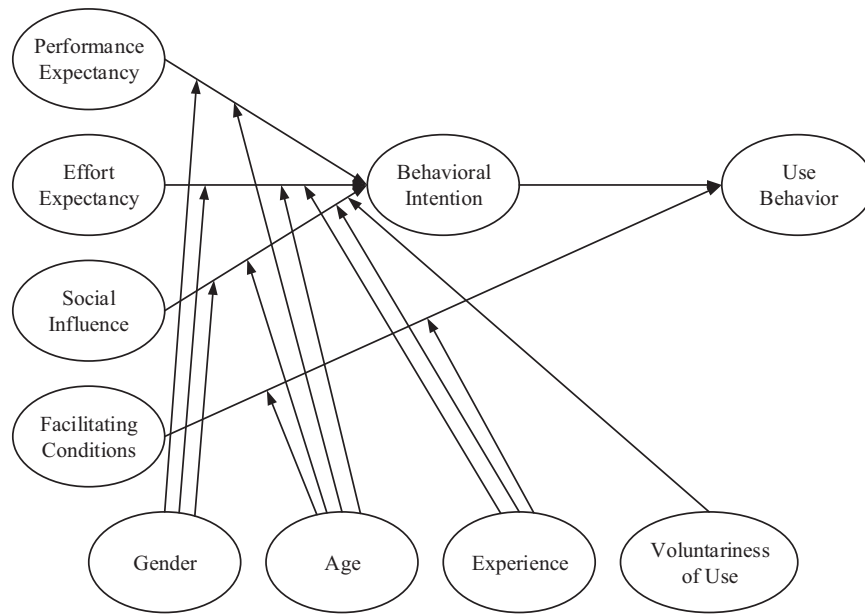 Performance
Expectancy
Effort
Expectancy
Behavioral
Intention
Use
Behavior
Social
Influence
Facilitating
Conditions
Gender
Age
Experience
Voluntariness
of Use